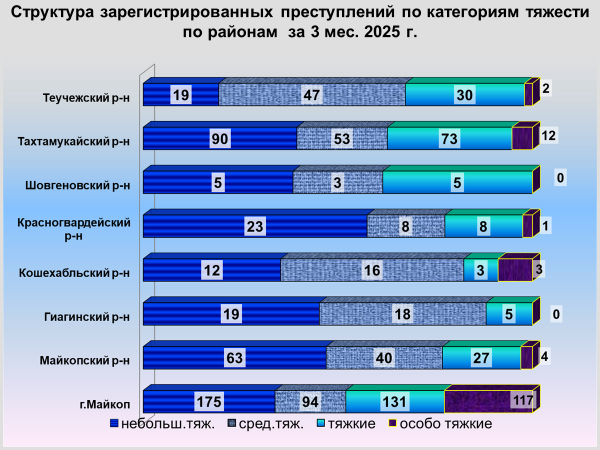 Структура зарегистрированных преступлений по категориям тяжести
по районам за 3 мес. 2025 г.
Теучежский р-н 19 47 30 2
Тахтамукайский р-н 90 53 73 12
Шовгеновский р-н 5 3 5 0
Красногвардейский
р-н 23 8 8 1
Кошехабльский р-н 12 16 3 3
Гиагинский р-н 19 18 5 0
Майкопский р-н 63 40 27 4
г.Майкоп 175 94 131 117
небольш.тяж. сред.тяж. тяжкие особо тяжкие